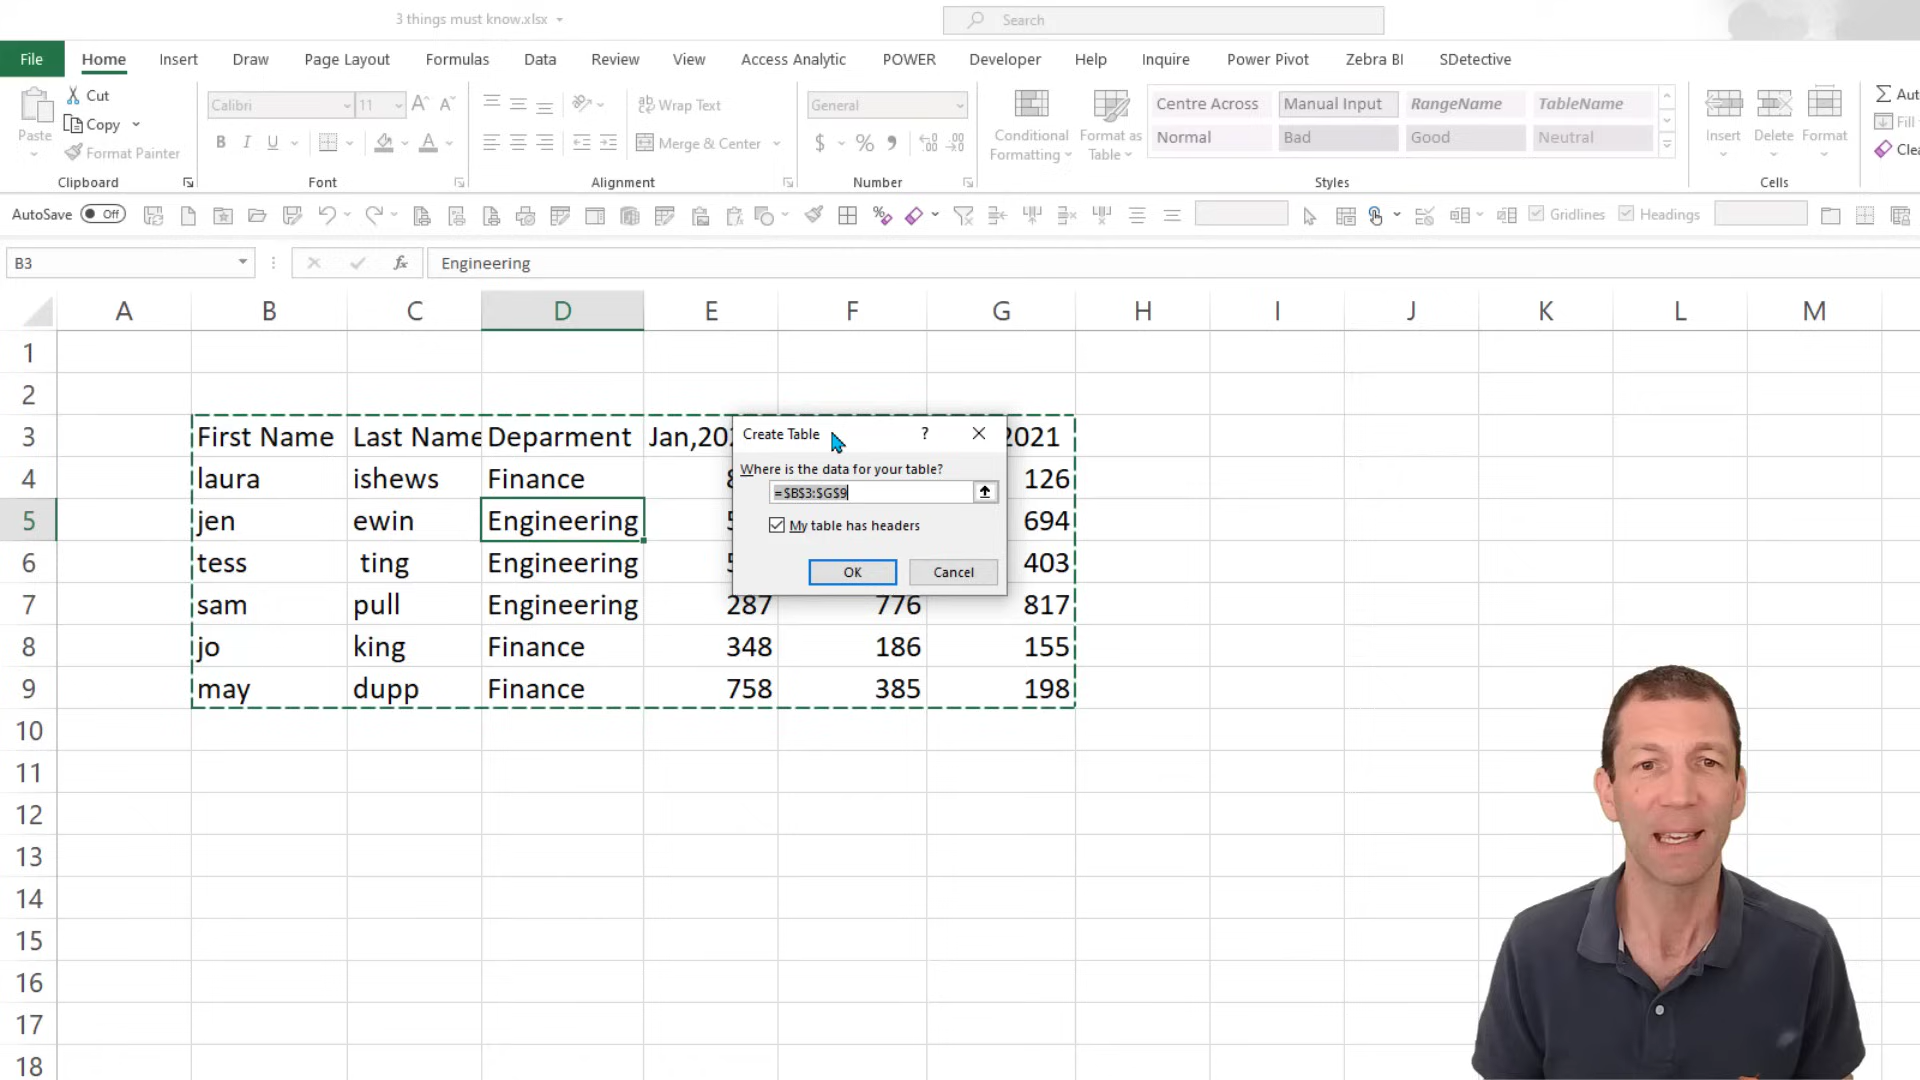 3 things must know.xlsx
Search
File Home Insert Draw Page Layout Formulas Data Review View Access Analytic POWER Developer Help Inquire Power Pivot Zebra BI SDetective
Paste
Cut
Copy
Format Painter
Clipboard
Calibri 11
B I U A
Font
Wrap Text
Merge & Center
Alignment
General
$ %
Number
Conditional
Formatting
Format as
Table
Centre Across Manual Input RangeName TableName
Normal Bad Good Neutral
Styles
Insert Delete Format
Cells
Aut
Fill
Clea
AutoSave Off
Gridlines Headings
B3 fx Engineering
A B C D E F G H I J K L M
1
2
3 First Name Last Name Deparment Jan,20 2021
4 laura ishews Finance 126
5 jen ewin Engineering 694
6 tess ting Engineering 403
7 sam pull Engineering 287 776 817
8 jo king Finance 348 186 155
9 may dupp Finance 758 385 198
10
11
12
13
14
15
16
17
18
Create Table ?
Where is the data for your table?
=$B$3:$G$9
My table has headers
OK Cancel